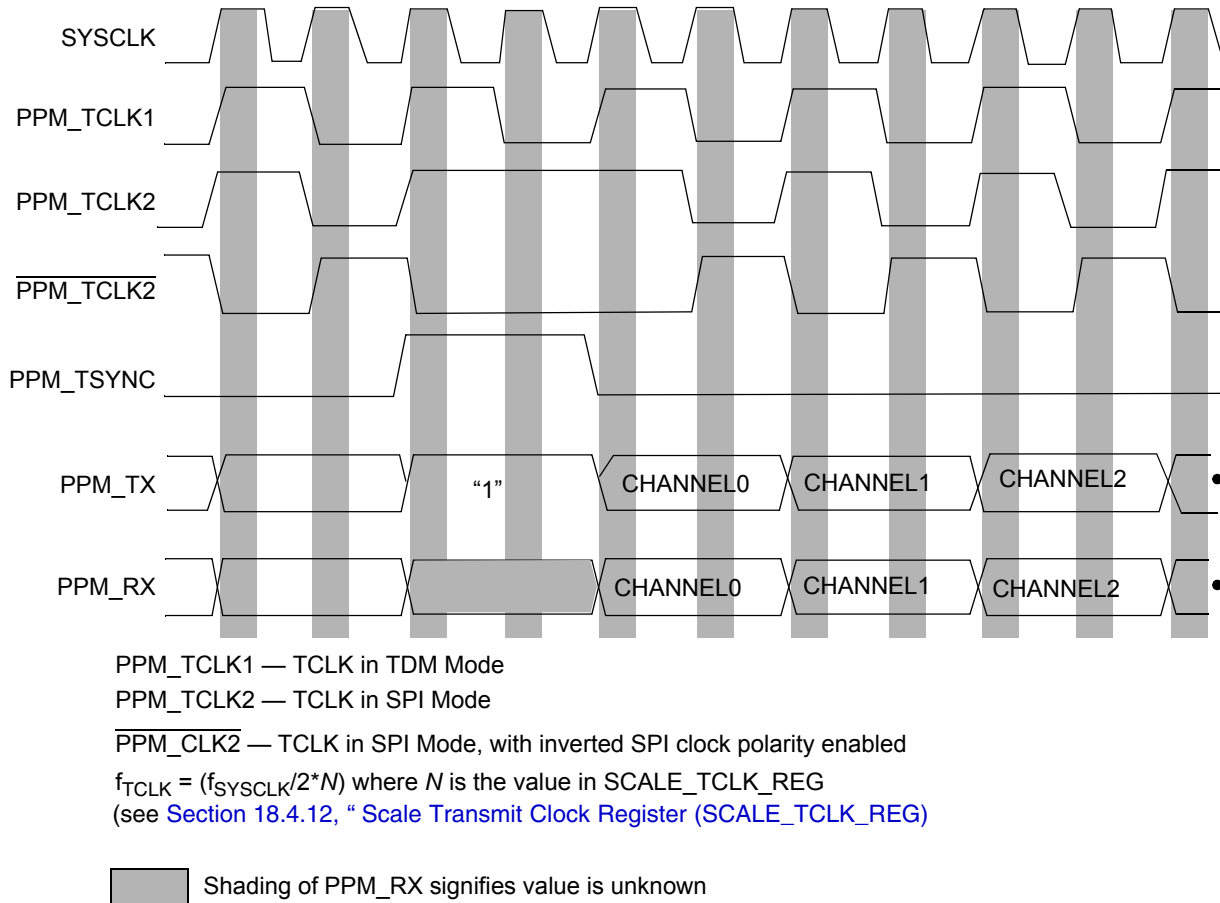 SYSCLK
PPM_TCLK1
PPM_TCLK2
PPM_TCLK2
PPM_TSYNC
PPM_TX “1” CHANNEL0 CHANNEL1 CHANNEL2
PPM_RX CHANNEL0 CHANNEL1 CHANNEL2
PPM_TCLK1 — TCLK in TDM Mode
PPM_TCLK2 — TCLK in SPI Mode
PPM_CLK2 — TCLK in SPI Mode, with inverted SPI clock polarity enabled
fTCLK = (fSYSCLK/2*N) where N is the value in SCALE_TCLK_REG
(see Section 18.4.12, “ Scale Transmit Clock Register (SCALE_TCLK_REG)
Shading of PPM_RX signifies value is unknown